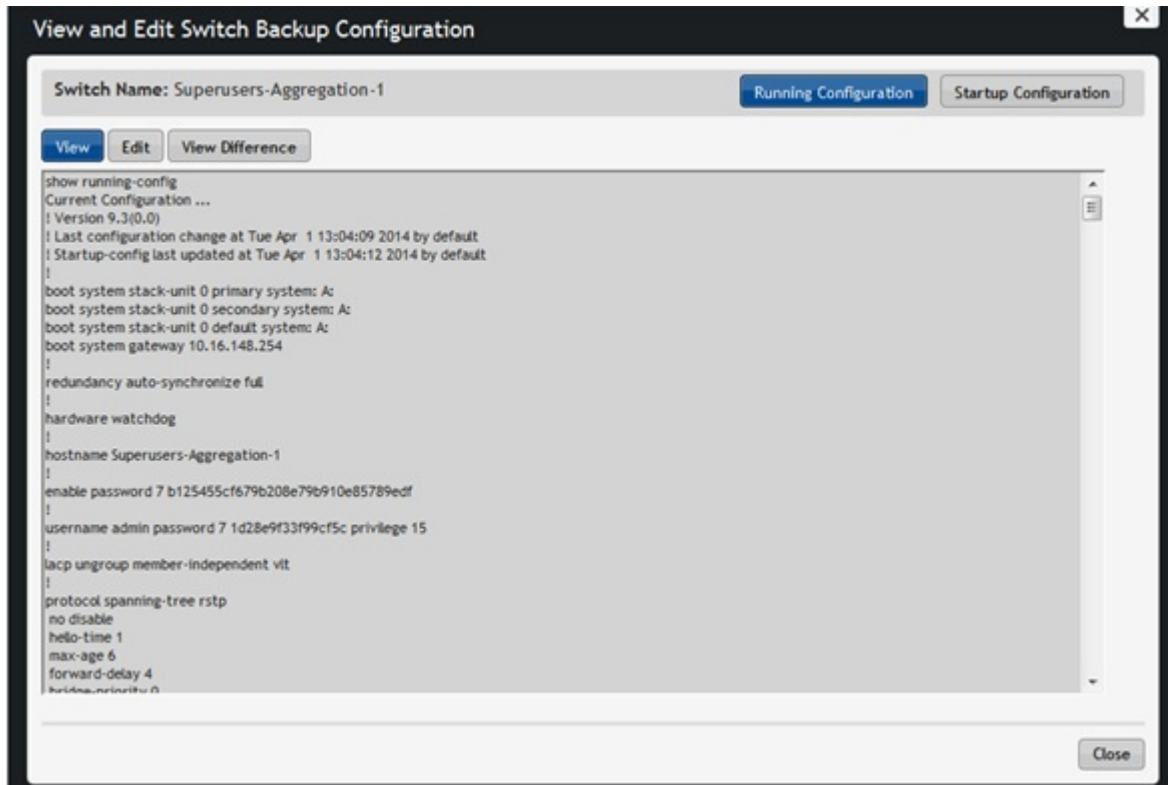 View and Edit Switch Backup Configuration
Switch Name: Superusers-Aggregation-1
Running Configuration
Startup Configuration
View
Edit
View Difference
show running-config
Current Configuration ...
! Version 9.3(0.0)
! Last configuration change at Tue Apr  1 13:04:09 2014 by default
! Startup-config last updated at Tue Apr  1 13:04:12 2014 by default
!
boot system stack-unit 0 primary system: A:
boot system stack-unit 0 secondary system: A:
boot system stack-unit 0 default system: A:
boot system gateway 10.16.148.254
!
redundancy auto-synchronize full
!
hardware watchdog
!
hostname Superusers-Aggregation-1
!
enable password 7 b125455cf679b208e79b910e85789edf
!
username admin password 7 1d28e9f33f99cf5c privilege 15
!
lacp ungroup member-independent vlt
!
protocol spanning-tree rstp
no disable
hello-time 1
max-age 6
forward-delay 4
bridge-priority 0
Close